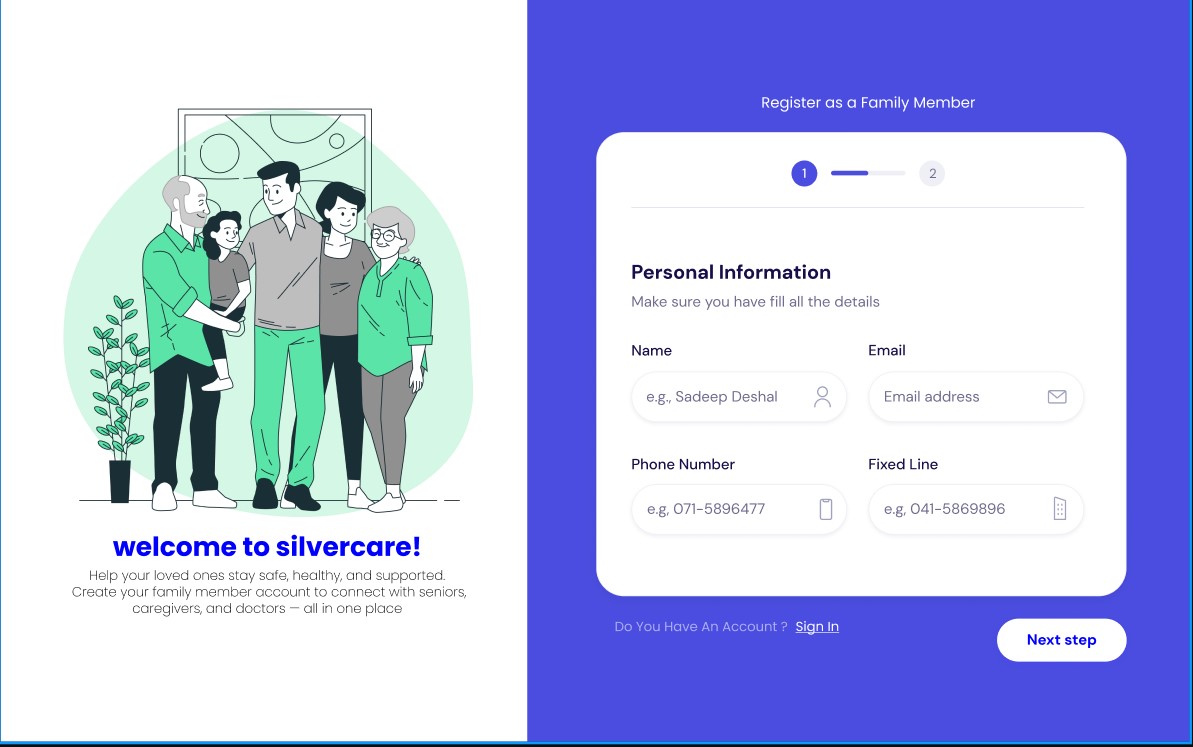 welcome to silvercare!
Help your loved ones stay safe, healthy, and supported.
Create your family member account to connect with seniors,
caregivers, and doctors — all in one place
Register as a Family Member
1
2
Personal Information
Make sure you have fill all the details
Name
Email
e.g., Sadeep Deshal
Email address
Phone Number
Fixed Line
e.g, 071-5896477
e.g, 041-5869896
Do You Have An Account ? Sign In
Next step